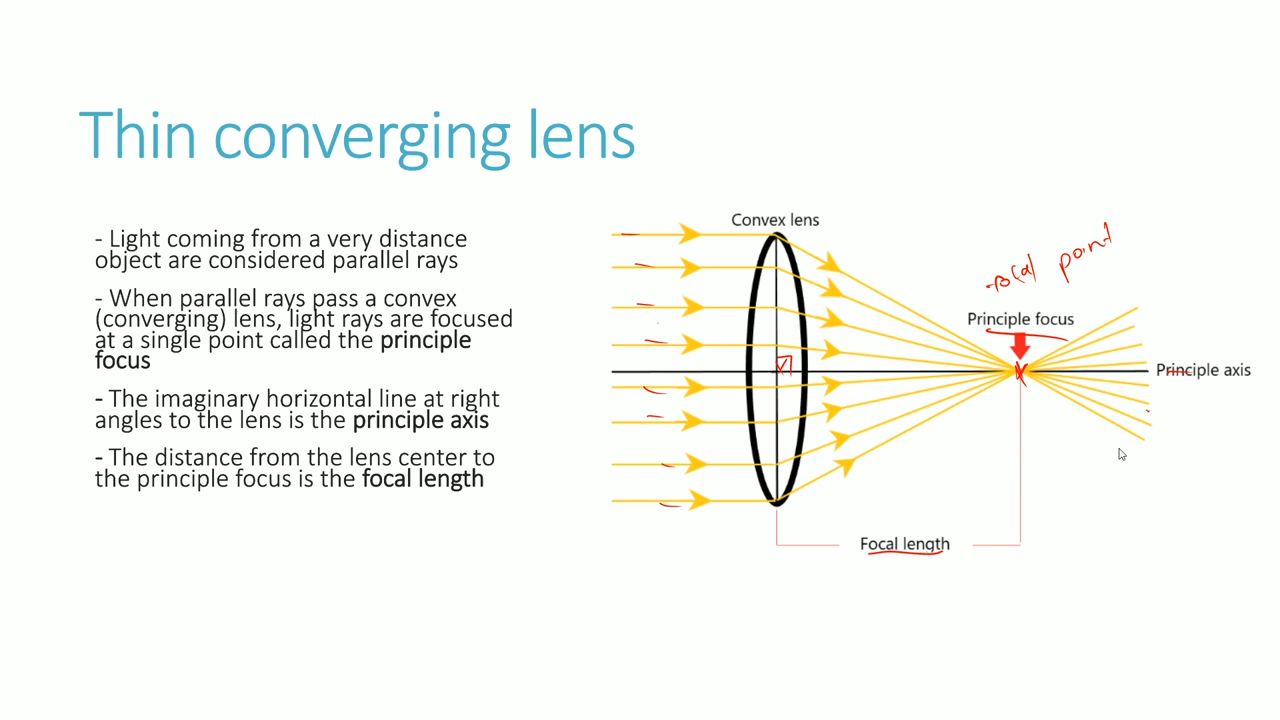 Thin converging lens
- Light coming from a very distance
object are considered parallel rays
- When parallel rays pass a convex
(converging) lens, light rays are focused
at a single point called the principle
focus
- The imaginary horizontal line at right
angles to the lens is the principle axis
- The distance from the lens center to
the principle focus is the focal length
Convex lens
focal point
Principle focus
Principle axis
Focal length